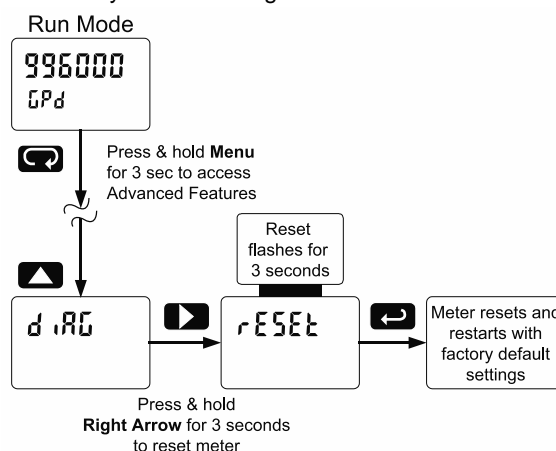 Run Mode
996000
GPd
Press & hold Menu
for 3 sec to access
Advanced Features
Reset
flashes for
3 seconds
diAG
rESEt
Meter resets and
restarts with
factory default
settings
Press & hold
Right Arrow for 3 seconds
to reset meter